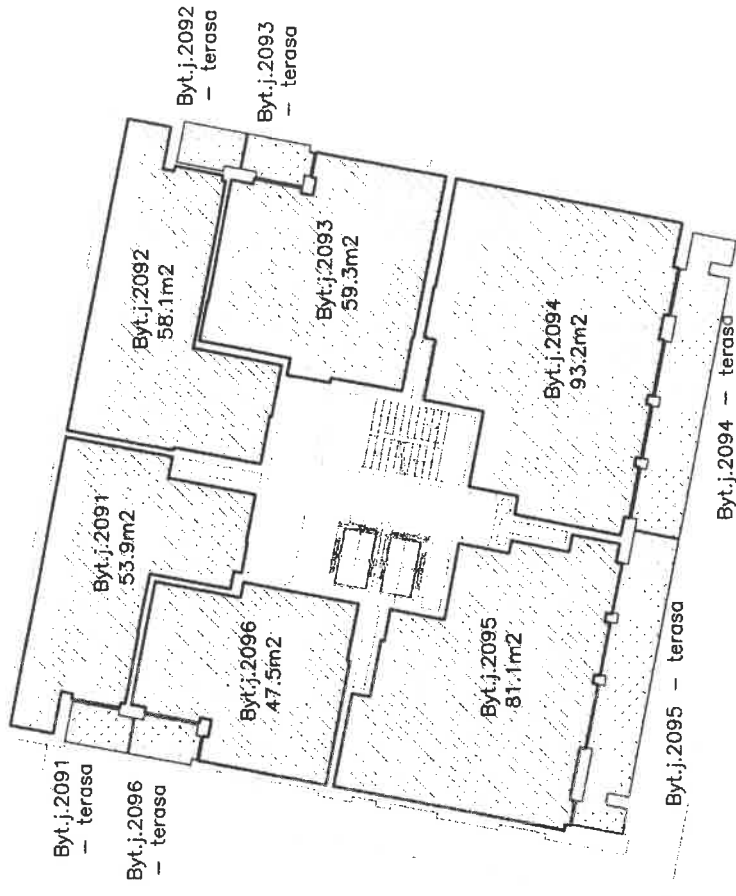 Byt.j.2092
– terasa
Byt.j.2093
– terasa
Byt.j.2092
58.1m2
Byt.j.2093
59.3m2
Byt.j.2091
53.9m2
Byt.j.2094
93.2m2
Byt.j.2096
47.5m2
Byt.j.2095
81.1m2
Byt.j.2091
– terasa
Byt.j.2096
– terasa
Byt.j.2094 – terasa
Byt.j.2095 – terasa